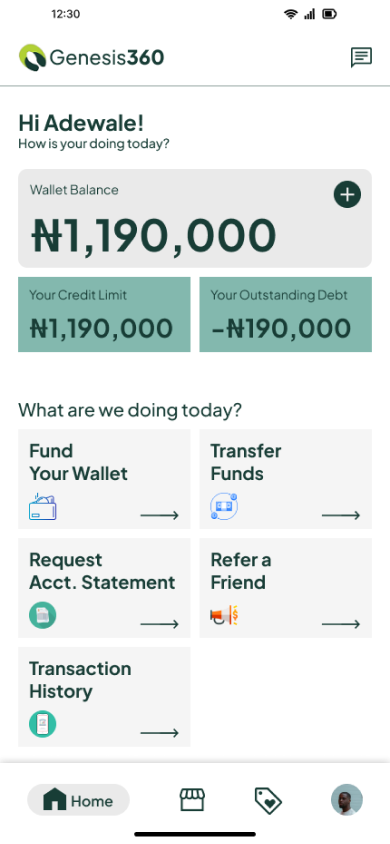 12:30
Genesis360
Hi Adewale!
How is your doing today?
Wallet Balance
₦1,190,000
Your Credit Limit
₦1,190,000
Your Outstanding Debt
-₦190,000
What are we doing today?
Fund
Your Wallet
Transfer
Funds
Request
Acct. Statement
Refer a
Friend
Transaction
History
Home